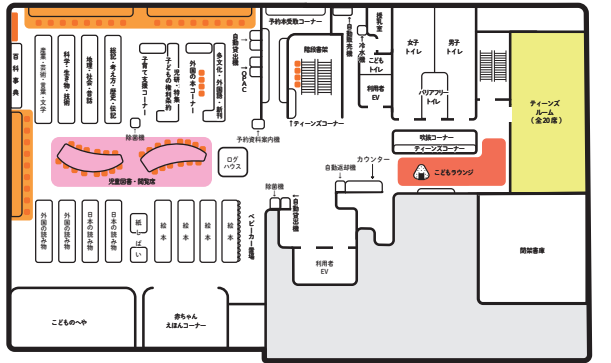 予約本受取コーナー
授乳室
自動販売機
冷水機
自動貸出機
OPAC
階段書架
女子
トイレ
男子
トイレ
こども
トイレ
利用者
EV
バリアフリー
トイレ
ティーンズ
ルーム
(全20席)
百科事典
産業・芸術・言葉・文学
科学・生き物・技術
地理・社会・昔話
総記・考え方・歴史・伝記
子育て支援コーナー
子どもの権利条約
児研・特集
外国の本コーナー
多文化・外国語・新刊
↑ティーンズコーナー
除菌機
予約資料案内機
吹抜コーナー
ティーンズコーナー
児童図書・閲覧席
ログ
ハウス
カウンター
自動返却機
こどもラウンジ
除菌機
自動貸出機
外国の読み物
外国の読み物
日本の読み物
日本の読み物
紙しばい
絵本
絵本
絵本
絵本
ベビーカー置場
利用者
EV
開架書庫
こどものへや
赤ちゃん
えほんコーナー